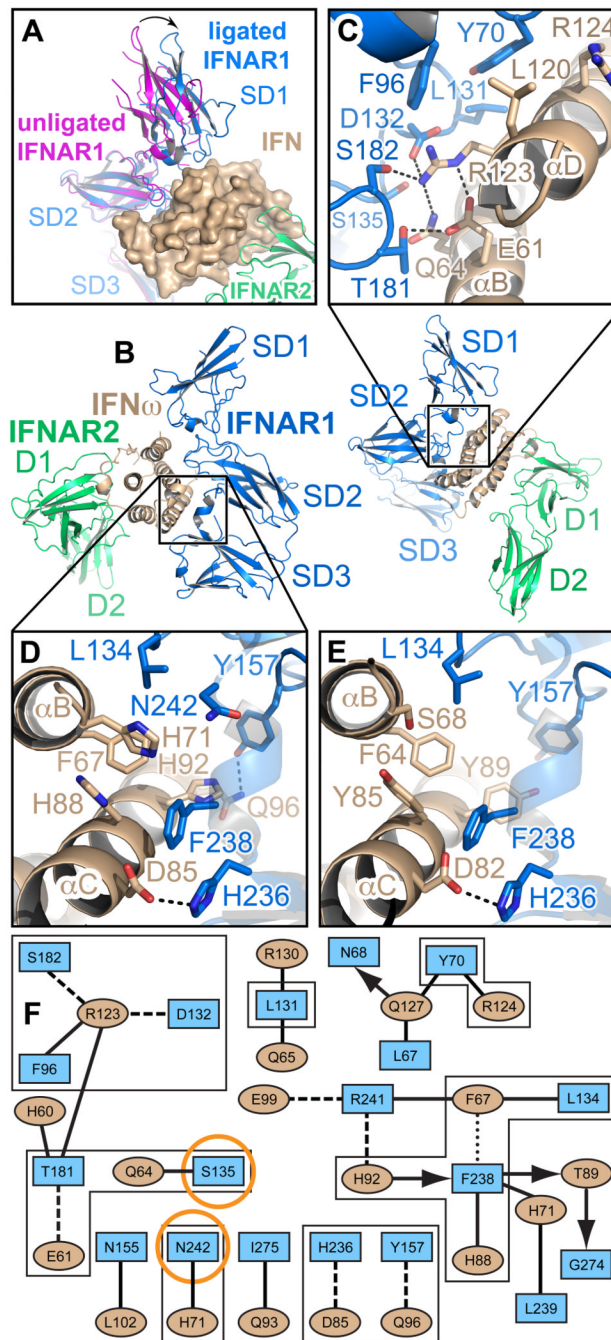 A
ligated
IFNAR1
SD1
unligated
IFNAR1
IFN
SD2
SD3
IFNAR2
C
Y70
R124
F96
L120
L131
D132
S182
αD
R123
S135
E61
Q64
αB
T181
B
SD1
IFNω
IFNAR1
IFNAR2
D1
SD2
SD3
D2
SD1
SD2
SD3
D1
D2
D
L134
Y157
N242
αB
H71
F67
H92
H88
Q96
F238
D85
αC
H236
E
L134
Y157
αB
S68
F64
Y89
Y85
F238
D82
αC
H236
F
S182
R123
D132
F96
H60
T181
Q64
S135
E61
R130
L131
Q65
N68
Y70
Q127
R124
L67
E99
R241
F67
L134
H92
F238
T89
H71
H88
G274
L239
N155
N242
I275
H236
Y157
L102
H71
Q93
D85
Q96